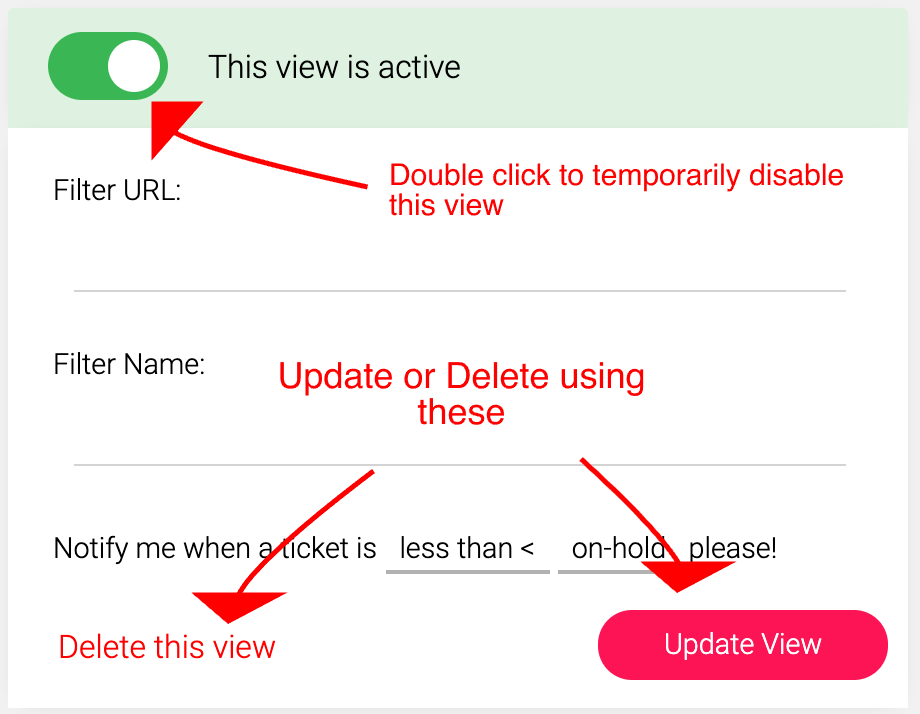 This view is active
Double click to temporarily disable
this view
Filter URL:
Filter Name:
Update or Delete using
these
Notify me when a ticket is less than < on-hold please!
Delete this view
Update View